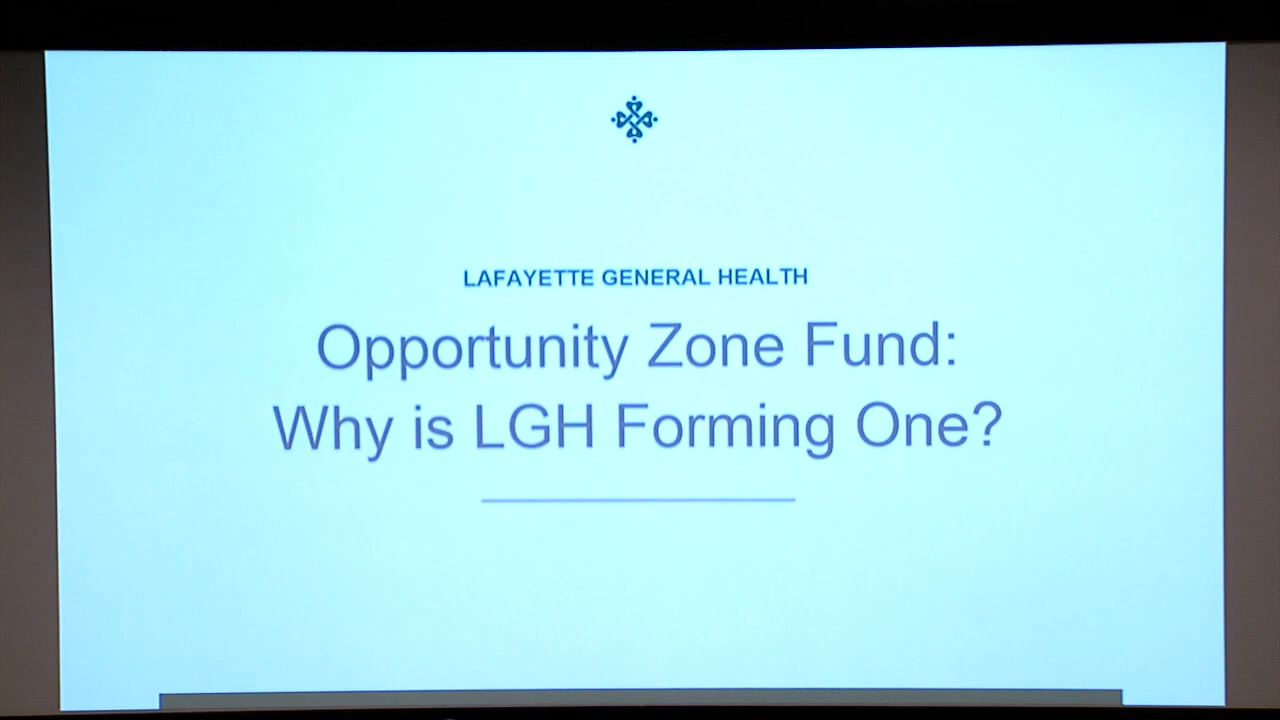 LAFAYETTE GENERAL HEALTH
Opportunity Zone Fund:
Why is LGH Forming One?